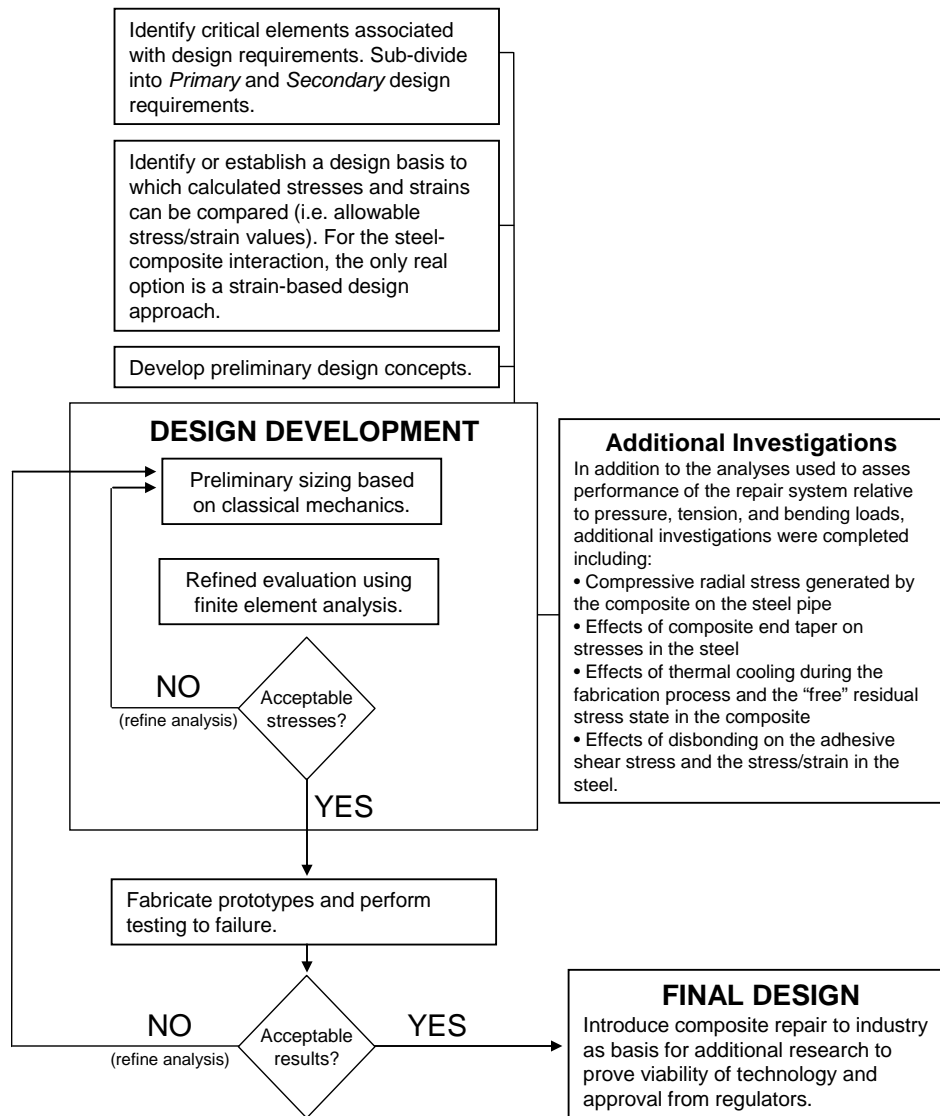 Identify critical elements associated
with design requirements. Sub-divide
into Primary and Secondary design
requirements.
Identify or establish a design basis to
which calculated stresses and strains
can be compared (i.e. allowable
stress/strain values). For the steel-
composite interaction, the only real
option is a strain-based design
approach.
Develop preliminary design concepts.
DESIGN DEVELOPMENT
Preliminary sizing based
on classical mechanics.
Refined evaluation using
finite element analysis.
Acceptable
stresses?
NO
(refine analysis)
YES
Additional Investigations
In addition to the analyses used to asses
performance of the repair system relative
to pressure, tension, and bending loads,
additional investigations were completed
including:
• Compressive radial stress generated by
the composite on the steel pipe
• Effects of composite end taper on
stresses in the steel
• Effects of thermal cooling during the
fabrication process and the “free” residual
stress state in the composite
• Effects of disbonding on the adhesive
shear stress and the stress/strain in the
steel.
Fabricate prototypes and perform
testing to failure.
Acceptable
results?
NO
(refine analysis)
YES
FINAL DESIGN
Introduce composite repair to industry
as basis for additional research to
prove viability of technology and
approval from regulators.